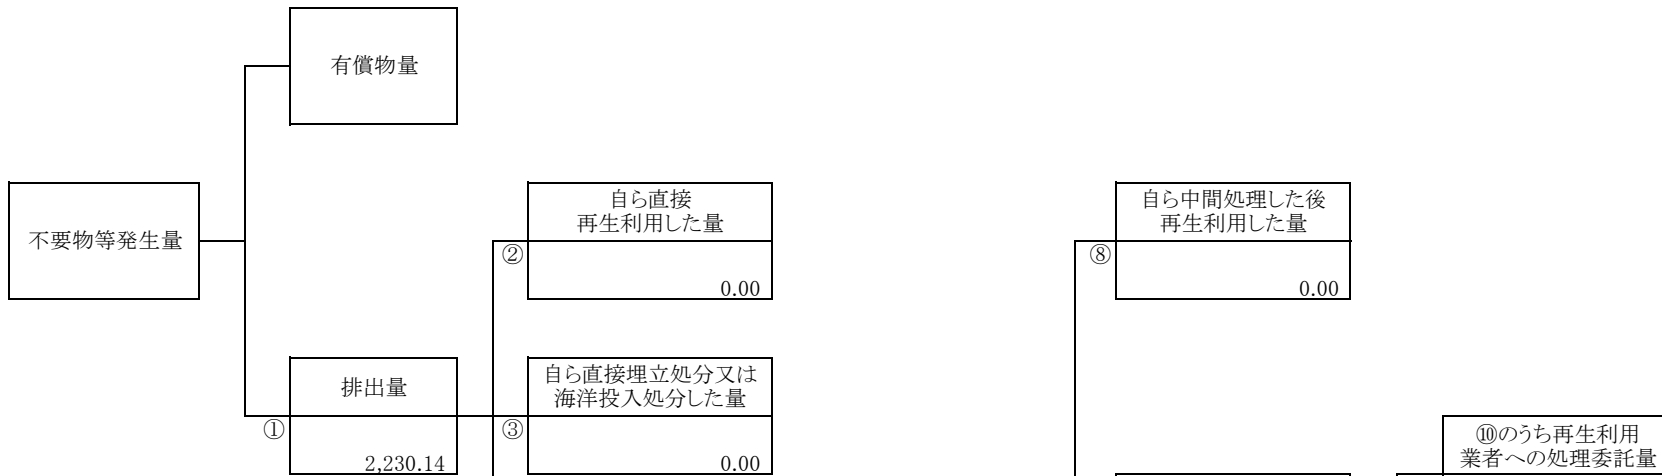 有償物量
不要物等発生量
自ら直接
再生利用した量
②
0.00
自ら中間処理した後
再生利用した量
⑧
0.00
排出量
①
2,230.14
自ら直接埋立処分又は
海洋投入処分した量
③
0.00
⑩のうち再生利用
業者への処理委託量